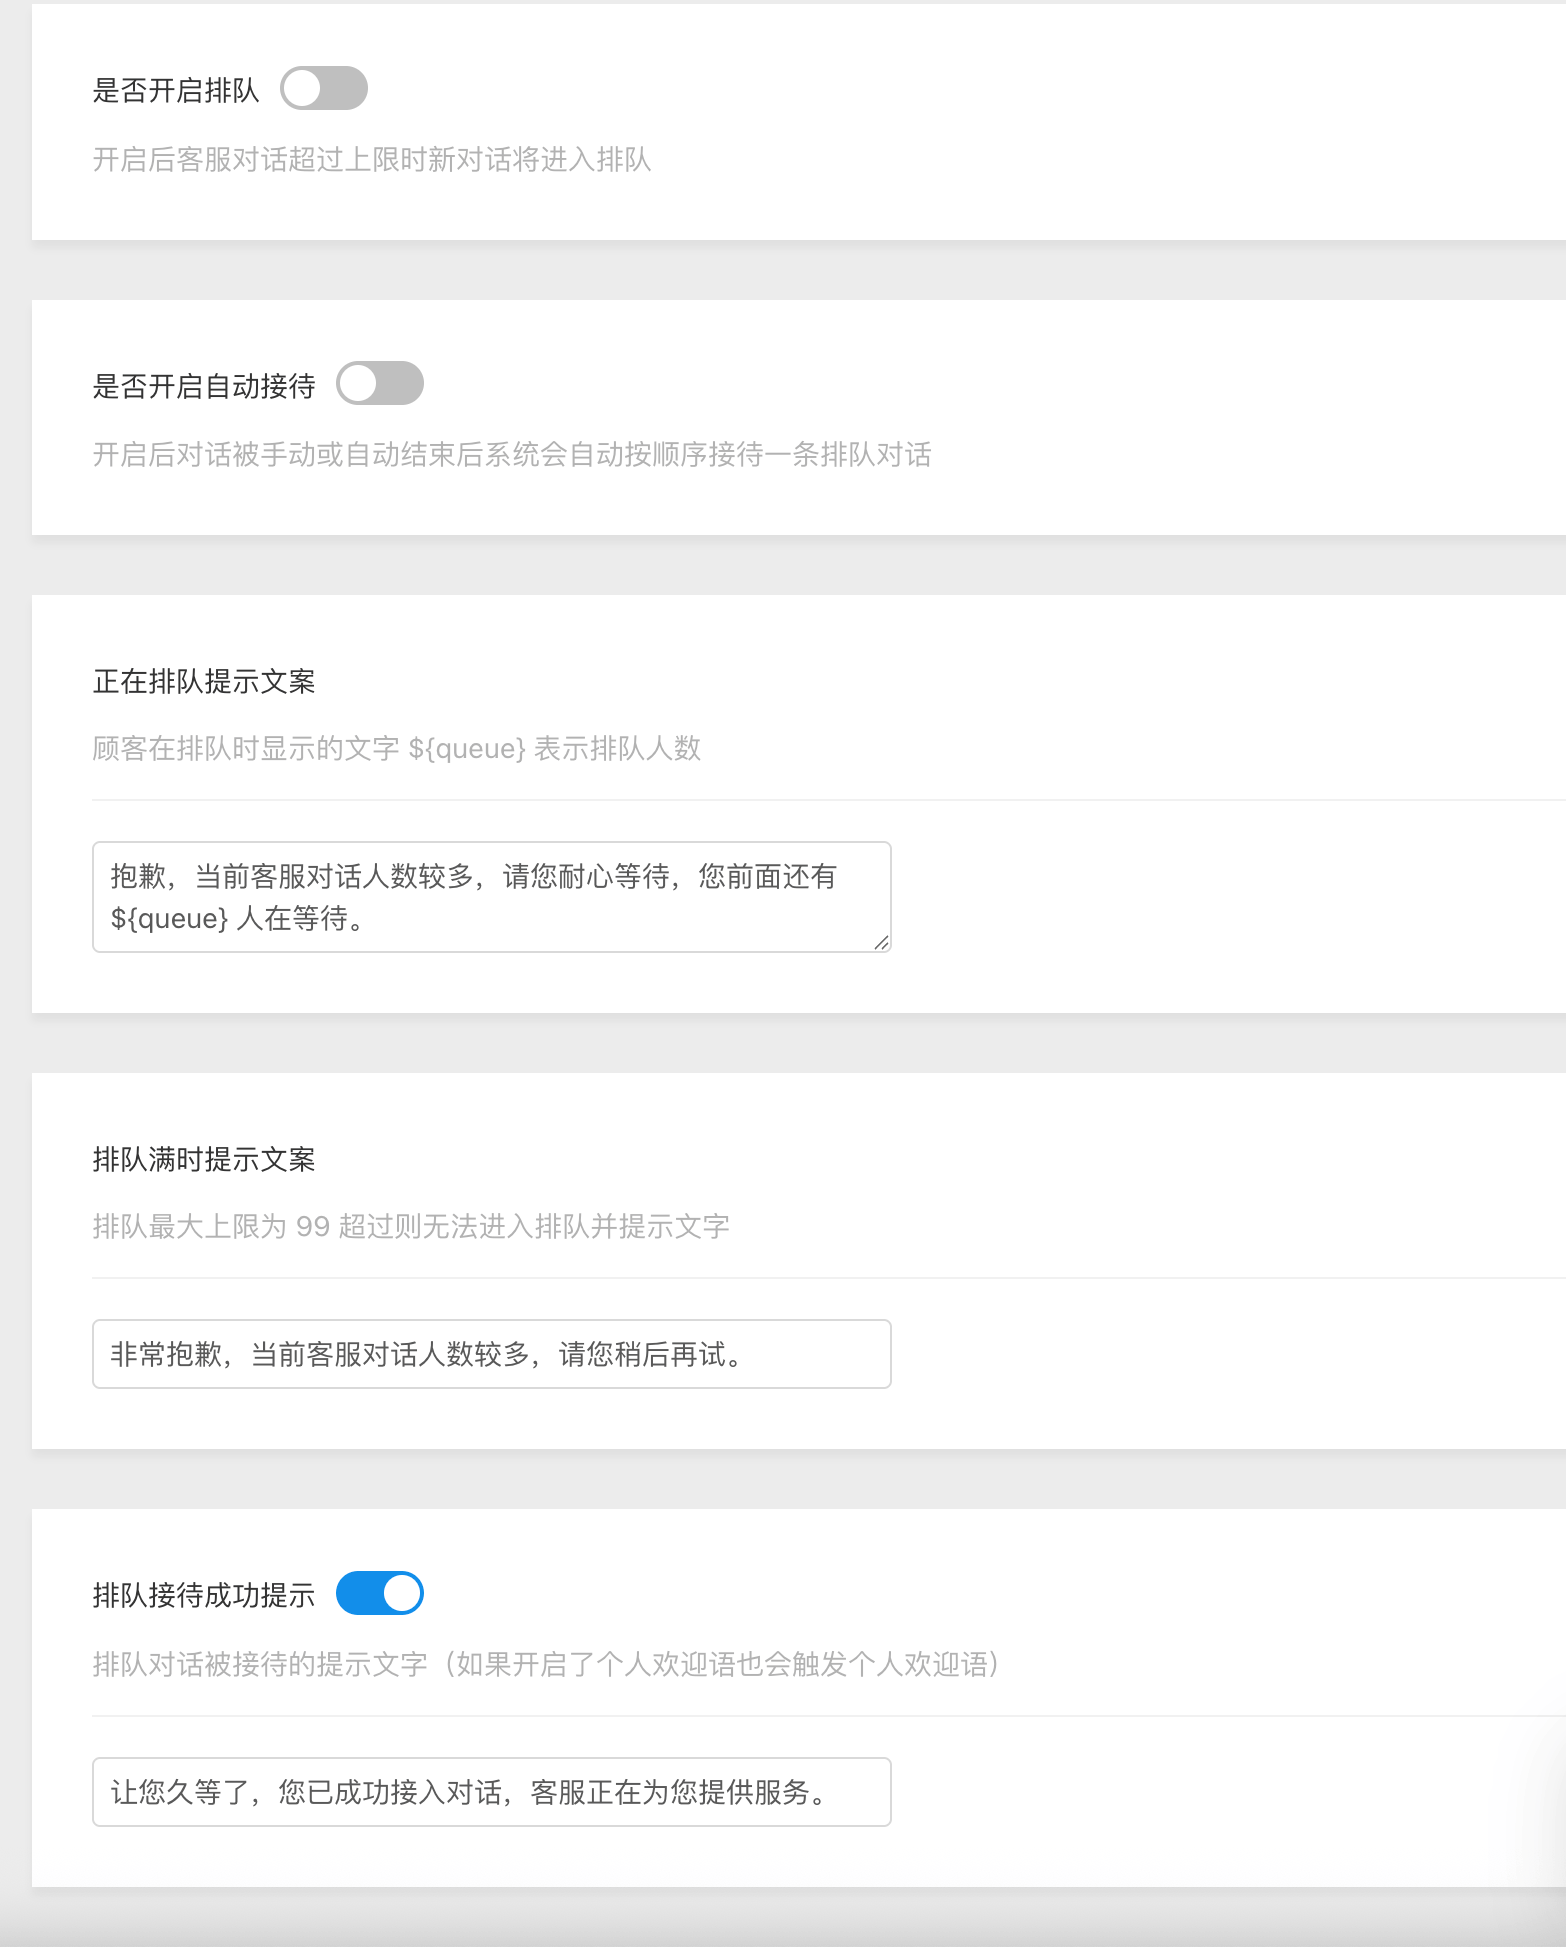 是否开启排队
开启后客服对话超过上限时新对话将进入排队
是否开启自动接待
开启后对话被手动或自动结束后系统会自动按顺序接待一条排队对话
正在排队提示文案
顾客在排队时显示的文字 ${queue} 表示排队人数
抱歉，当前客服对话人数较多，请您耐心等待，您前面还有
${queue} 人在等待。
排队满时提示文案
排队最大上限为 99 超过则无法进入排队并提示文字
非常抱歉，当前客服对话人数较多，请您稍后再试。
排队接待成功提示
排队对话被接待的提示文字（如果开启了个人欢迎语也会触发个人欢迎语）
让您久等了，您已成功接入对话，客服正在为您提供服务。